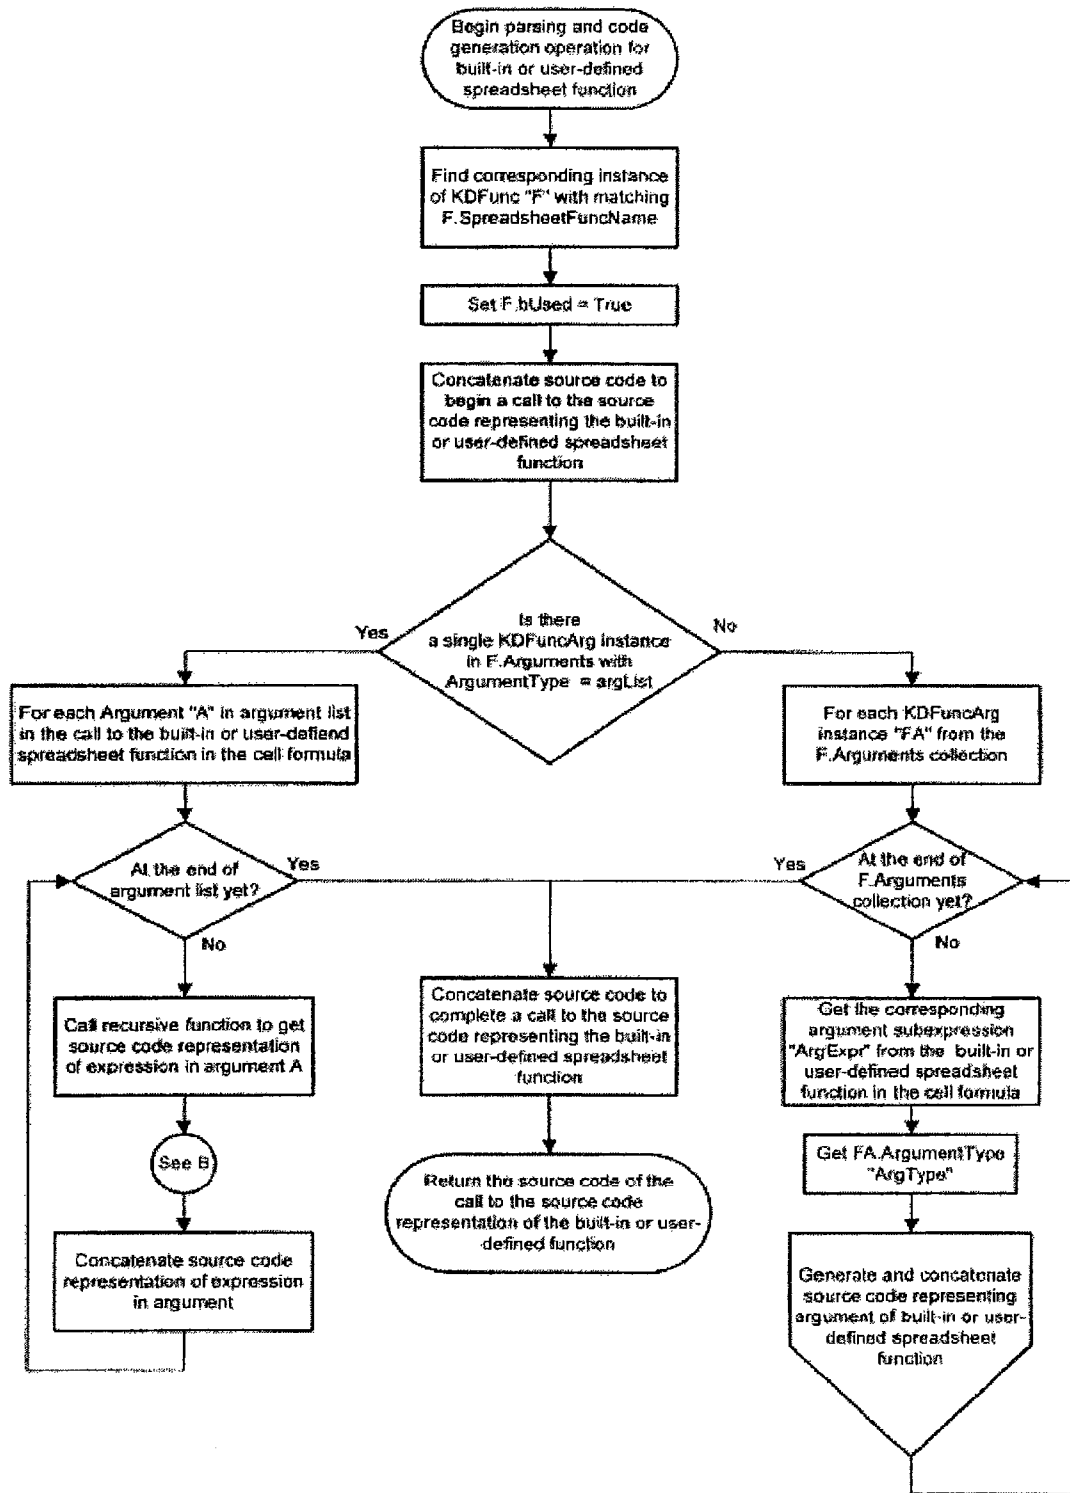 Begin parsing and code
generation operation for
built-in or user-defined
spreadsheet function
Find corresponding instance
of KDFunc "F" with matching
F.SpreadsheetFuncName
Set F.bUsed = True
Concatenate source code to
begin a call to the source
code representing the built-in
or user-defined spreadsheet
function
Is there
a single KDFuncArg instance
in F.Arguments with
ArgumentType = argList
Yes
No
For each Argument "A" in argument list
in the call to the built-in or user-defiend
spreadsheet function in the cell formula
For each KDFuncArg
instance "FA" from the
F.Arguments collection
At the end of
argument list yet?
Yes
No
Yes
At the end of
F.Arguments
collection yet?
No
Call recursive function to get
source code representation
of expression in argument A
See B
Concatenate source code
representation of expression
in argument
Concatenate source code to
complete a call to the source
code representing the built-in
or user-defined spreadsheet
function
Return the source code of the
call to the source code
representation of the built-in or user-
defined function
Get the corresponding
argument subexpression
"ArgExpr" from the built-in or
user-defined spreadsheet
function in the cell formula
Get FA.ArgumentType
"ArgType"
Generate and concatenate
source code representing
argument of built-in or user-
defined spreadsheet
function